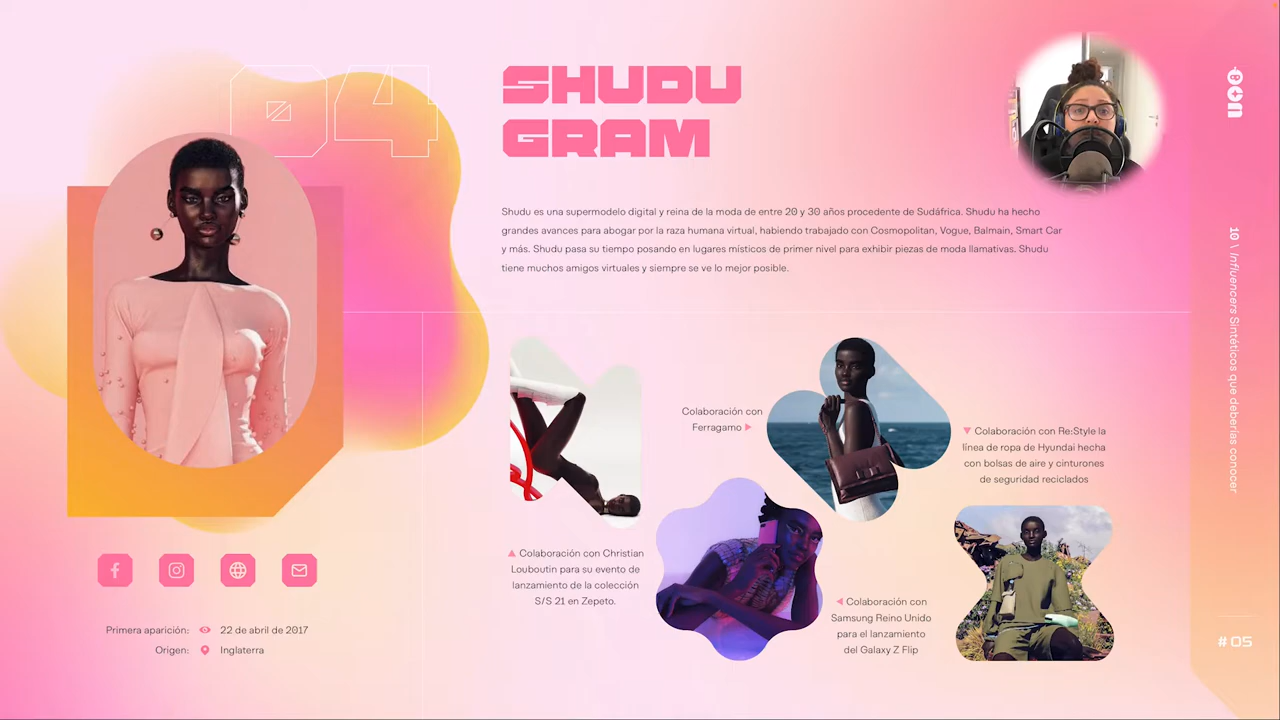 04
SHUDU
GRAM
Shudu es una supermodelo digital y reina de la moda de entre 20 y 30 años procedente de Sudáfrica. Shudu ha hecho
grandes avances para abogar por la raza humana virtual, habiendo trabajado con Cosmopolitan, Vogue, Balmain, Smart Car
y más. Shudu pasa su tiempo posando en lugares místicos de primer nivel para exhibir piezas de moda llamativas. Shudu
tiene muchos amigos virtuales y siempre se ve lo mejor posible.
Colaboración con
Ferragamo ▶
▼ Colaboración con Re:Style la
línea de ropa de Hyundai hecha
con bolsas de aire y cinturones
de seguridad reciclados
▲ Colaboración con Christian
Louboutin para su evento de
lanzamiento de la colección
S/S 21 en Zepeto.
◀ Colaboración con
Samsung Reino Unido
para el lanzamiento
del Galaxy Z Flip
Primera aparición: 22 de abril de 2017
Origen: Inglaterra
10 \ Influencers Sintéticos que deberías conocer
# 05